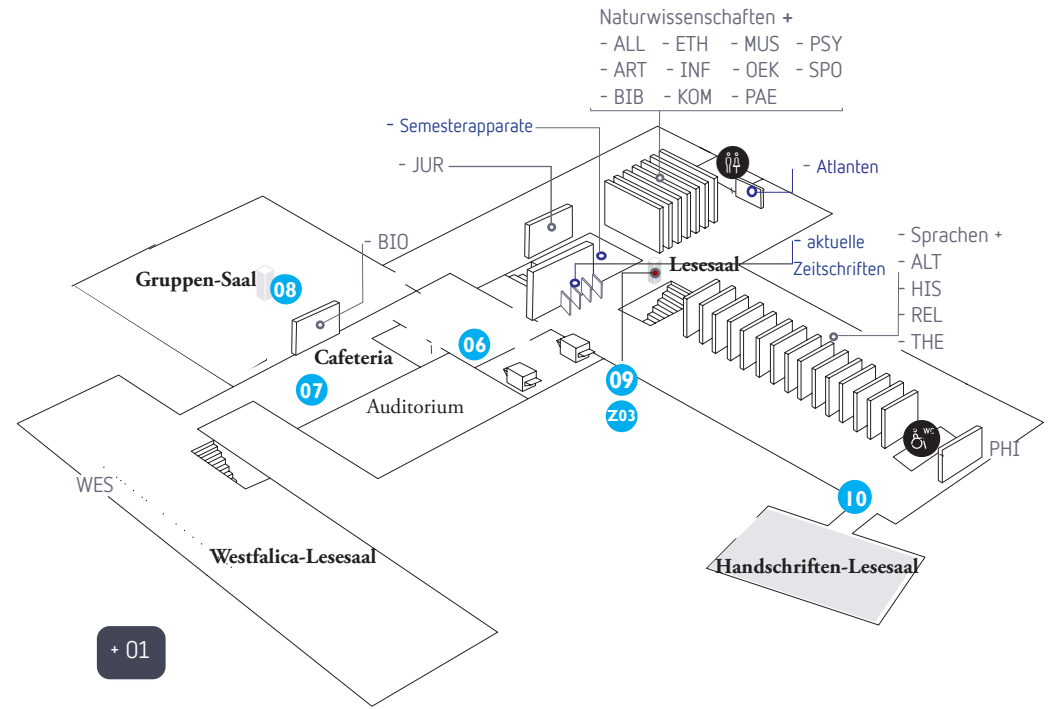 Naturwissenschaften +
- ALL - ETH - MUS - PSY
- ART - INF - OEK - SPO
- BIB - KOM - PAE
- Semesterapparate
- JUR
- Atlanten
- BIO
- aktuelle
Zeitschriften
- Sprachen +
- ALT
- HIS
- REL
- THE
Lesesaal
Gruppen-Saal
08
06
Cafeteria
07
Auditorium
09
Z03
WC
PHI
WES
10
Westfalica-Lesesaal
Handschriften-Lesesaal
+ 01